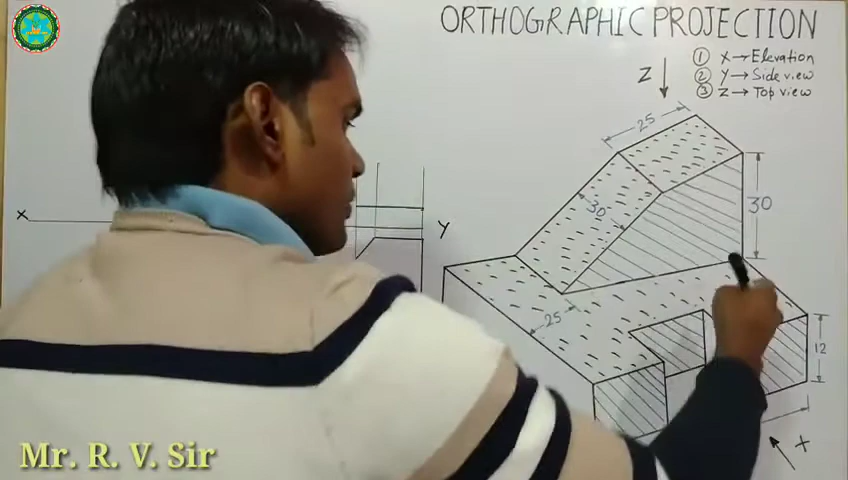 ORTHOGRAPHIC PROJECTION
① X→Elevation
② Y→Side view
③ Z→Top view
Z
25
30
30
X
Y
25
12
X
Mr. R. V. Sir